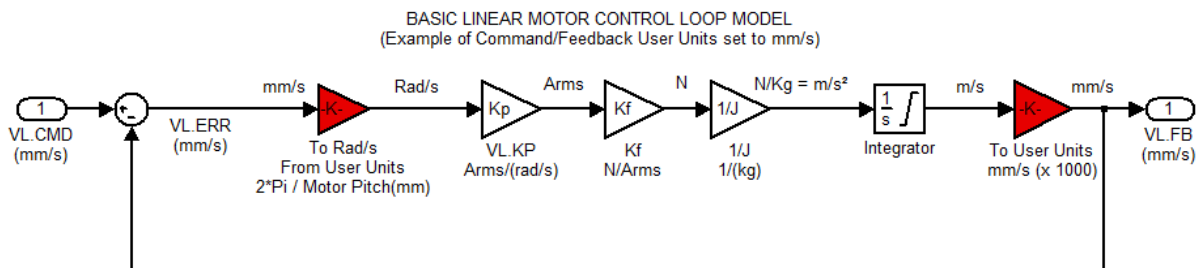 BASIC LINEAR MOTOR CONTROL LOOP MODEL
(Example of Command/Feedback User Units set to mm/s)
mm/s
Rad/s
Arms
N
N/Kg = m/s²
m/s
mm/s
1
VL.CMD
(mm/s)
+
-
VL.ERR
(mm/s)
-K-
To Rad/s
From User Units
2*Pi / Motor Pitch(mm)
Kp
VL.KP
Arms/(rad/s)
Kf
Kf
N/Arms
1/J
1/J
1/(kg)
1
s
Integrator
-K-
To User Units
mm/s (x 1000)
1
VL.FB
(mm/s)